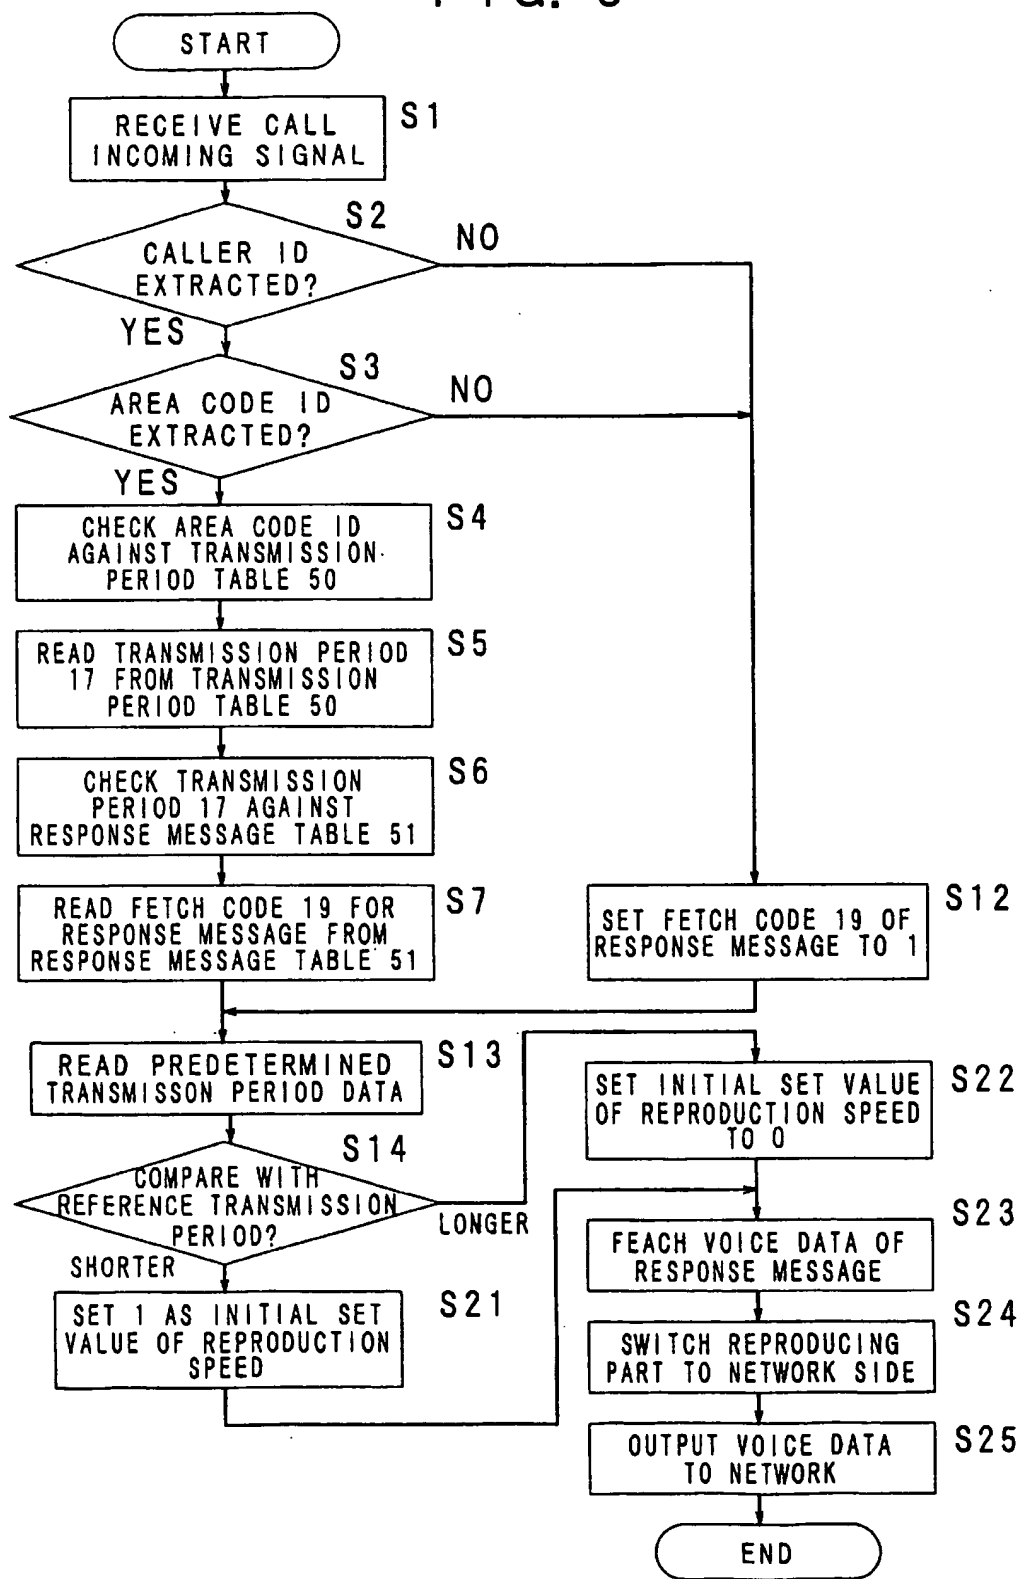 START
S1
RECEIVE CALL
INCOMING SIGNAL
S2
CALLER ID
EXTRACTED?
NO
YES
S3
AREA CODE ID
EXTRACTED?
NO
YES
S4
CHECK AREA CODE ID
AGAINST TRANSMISSION
PERIOD TABLE 50
S5
READ TRANSMISSION PERIOD
17 FROM TRANSMISSION
PERIOD TABLE 50
S6
CHECK TRANSMISSION
PERIOD 17 AGAINST
RESPONSE MESSAGE TABLE 51
S7
READ FETCH CODE 19 FOR
RESPONSE MESSAGE FROM
RESPONSE MESSAGE TABLE 51
S12
SET FETCH CODE 19 OF
RESPONSE MESSAGE TO 1
S13
READ PREDETERMINED
TRANSMISSON PERIOD DATA
S14
COMPARE WITH
REFERENCE TRANSMISSION
PERIOD?
LONGER
SHORTER
S21
SET 1 AS INITIAL SET
VALUE OF REPRODUCTION
SPEED
S22
SET INITIAL SET VALUE
OF REPRODUCTION SPEED
TO 0
S23
FEACH VOICE DATA OF
RESPONSE MESSAGE
S24
SWITCH REPRODUCING
PART TO NETWORK SIDE
S25
OUTPUT VOICE DATA
TO NETWORK
END